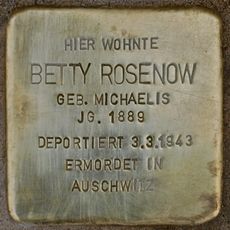 HIER WOHNTE
BETTY ROSENOW
GEB. MICHAELIS
JG. 1889
DEPORTIERT 3.3.1943
ERMORDET IN
AUSCHWITZ